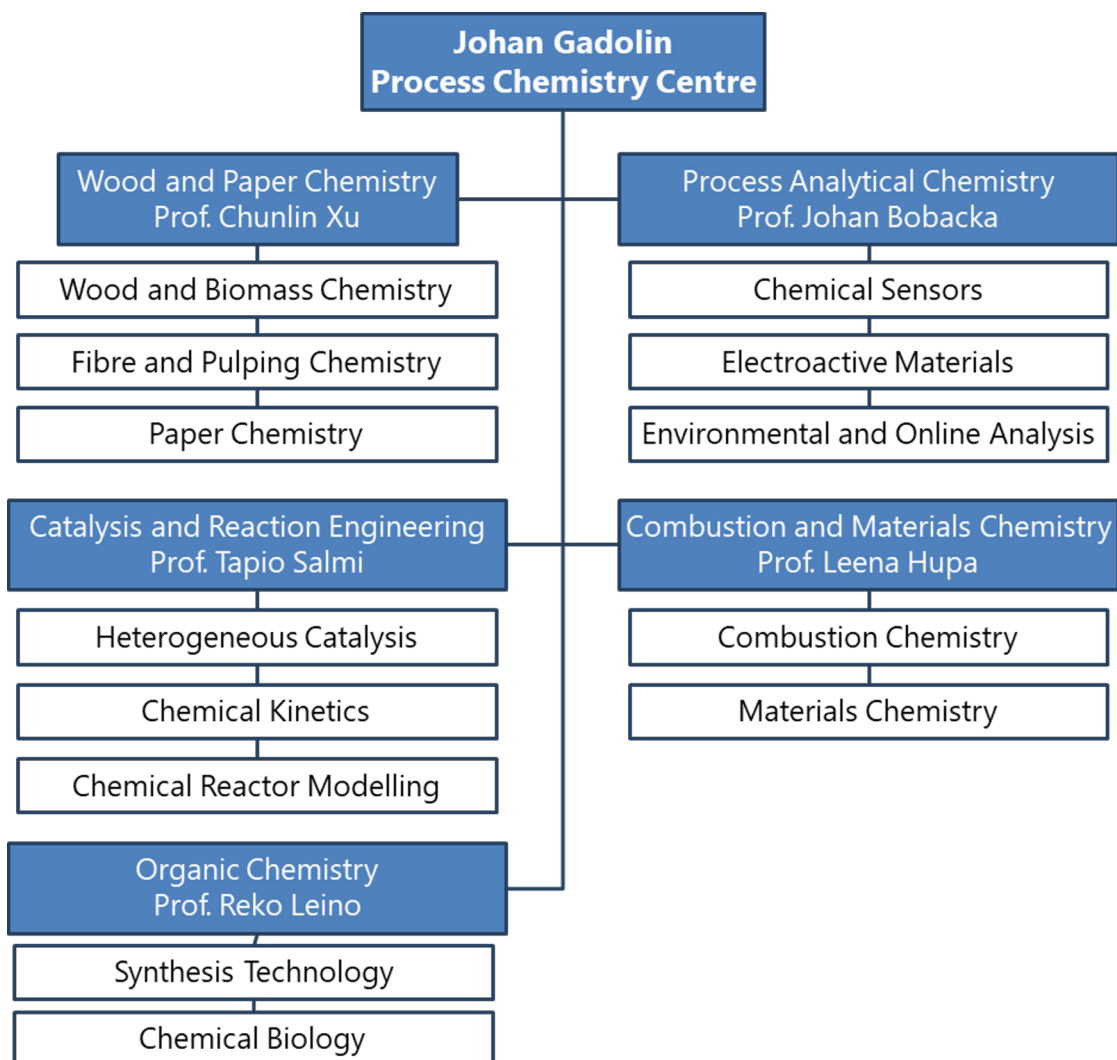 Johan Gadolin
Process Chemistry Centre
Wood and Paper Chemistry
Prof. Chunlin Xu
Wood and Biomass Chemistry
Fibre and Pulping Chemistry
Paper Chemistry
Process Analytical Chemistry
Prof. Johan Bobacka
Chemical Sensors
Electroactive Materials
Environmental and Online Analysis
Catalysis and Reaction Engineering
Prof. Tapio Salmi
Heterogeneous Catalysis
Chemical Kinetics
Chemical Reactor Modelling
Combustion and Materials Chemistry
Prof. Leena Hupa
Combustion Chemistry
Materials Chemistry
Organic Chemistry
Prof. Reko Leino
Synthesis Technology
Chemical Biology